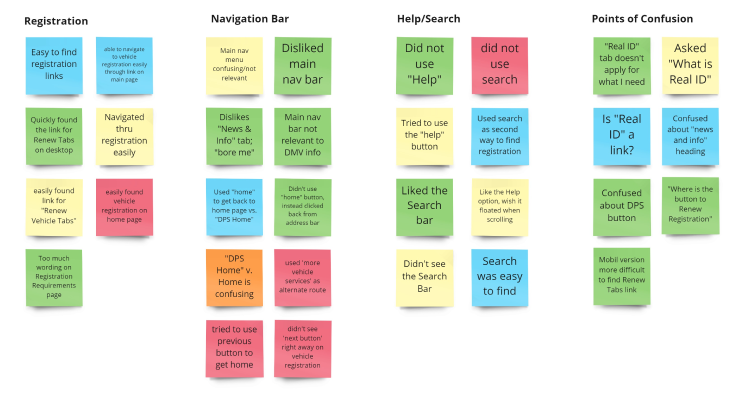 Registration
Easy to find
registration
links
able to navigate
to vehicle
registration easily
through link on
main page
Quickly found
the link for
Renew Tabs on
desktop
Navigated
thru
registration
easily
easily found
link for
"Renew
Vehicle Tabs"
easily found
vehicle
registration on
home page
Too much
wording on
Registration
Requirements
page
Navigation Bar
Main nav
menu
confusing/not
relevant
Disliked
main
nav bar
Dislikes
"News &
Info" tab;
"bore me"
Main nav
bar not
relevant to
DMV info
Used "home"
to get back to
home page vs.
"DPS Home"
Didn't use
"home" button,
instead clicked
back from
address bar
"DPS
Home" v.
Home is
confusing
used 'more
vehicle
services' as
alternate route
tried to use
previous
button to
get home
didn't see
'next button'
right away on
vehicle
registration
Help/Search
Did not
use
"Help"
did not
use
search
Tried to use
the "help"
button
Used search
as second
way to find
registration
Liked the
Search
bar
Like the Help
option, wish it
floated when
scrolling
Didn't see
the Search
Bar
Search
was easy
to find
Points of Confusion
"Real ID"
tab doesn't
apply for
what I need
Asked
"What is
Real ID"
Is "Real
ID" a
link?
Confused
about "news
and info"
heading
Confused
about DPS
button
"Where is the
button to
Renew
Registration"
Mobil version
more difficult
to find Renew
Tabs link